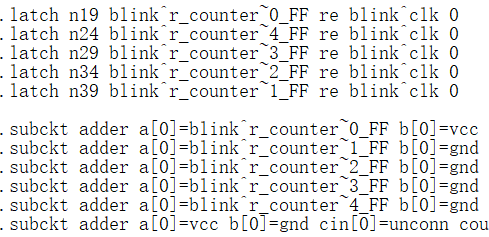 .latch n19 blink^r_counter~0_FF re blink^clk 0
.latch n24 blink^r_counter~4_FF re blink^clk 0
.latch n29 blink^r_counter~3_FF re blink^clk 0
.latch n34 blink^r_counter~2_FF re blink^clk 0
.latch n39 blink^r_counter~1_FF re blink^clk 0
.subckt adder a[0]=blink^r_counter~0_FF b[0]=vcc
.subckt adder a[0]=blink^r_counter~1_FF b[0]=gnd
.subckt adder a[0]=blink^r_counter~2_FF b[0]=gnd
.subckt adder a[0]=blink^r_counter~3_FF b[0]=gnd
.subckt adder a[0]=blink^r_counter~4_FF b[0]=gnd
.subckt adder a[0]=vcc b[0]=gnd cin[0]=unconn cou